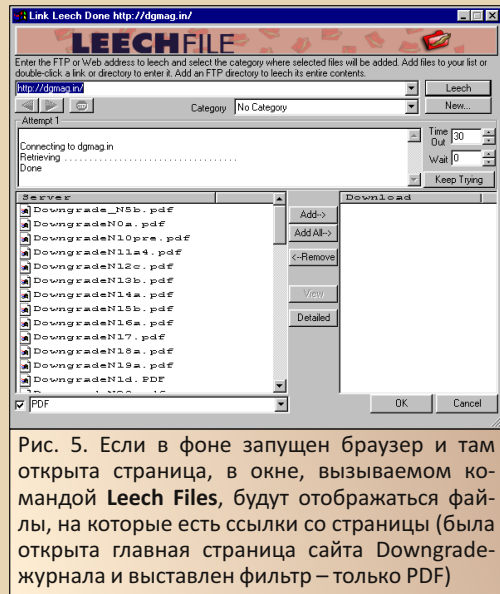 Link Leech Done http://dgmag.in/
LEECHFILE
Enter the FTP or Web address to leech and select the category where selected files will be added. Add files to your list or
double-click a link or directory to enter it. Add an FTP directory to leech its entire contents.
http://dgmag.in/
Leech
Category
No Category
New...
Attempt 1
Connecting to dgmag.in
Retrieving . . . . . . . . . . . . . . . . . . . . . . . . . . . . . . . . . . .
Done
Time Out
30
Wait
0
Keep Trying
Server
Downgrade_N5b.pdf
DowngradeN0a.pdf
DowngradeN10pre.pdf
DowngradeN11a4.pdf
DowngradeN12c.pdf
DowngradeN13b.pdf
DowngradeN14a.pdf
DowngradeN15b.pdf
DowngradeN16a.pdf
DowngradeN17.pdf
DowngradeN18a.pdf
DowngradeN19a.pdf
DowngradeN1d.PDF
Add-->
Add All-->
<--Remove
View
Detailed
Download
PDF
OK
Cancel
Рис. 5. Если в фоне запущен браузер и там
открыта страница, в окне, вызываемом ко-
мандой Leech Files, будут отображаться фай-
лы, на которые есть ссылки со страницы (была
открыта главная страница сайта Downgrade-
журнала и выставлен фильтр – только PDF)